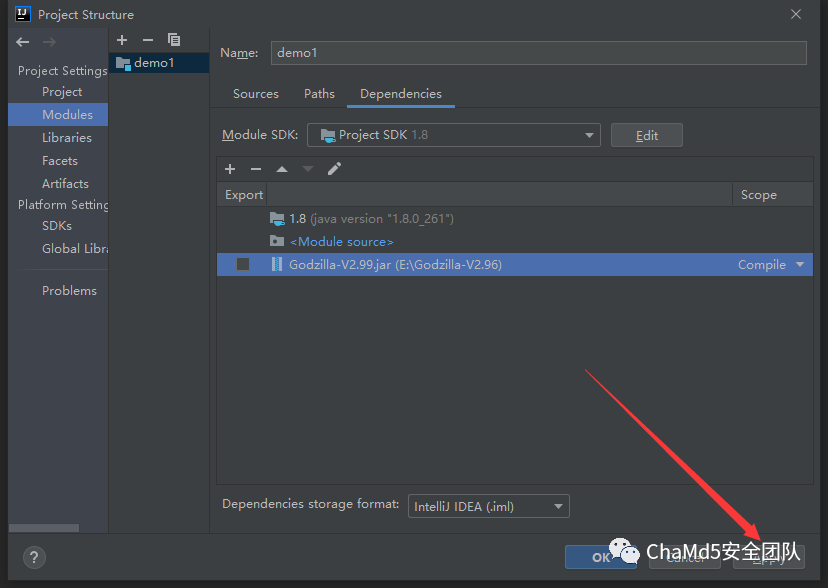 Project Structure
Project Settings
Project
Modules
Libraries
Facets
Artifacts
Platform Setting
SDKs
Global Libra
Problems
demo1
Name: demo1
Sources Paths Dependencies
Module SDK: Project SDK 1.8 Edit
Export Scope
1.8 (java version "1.8.0_261")
<Module source>
Godzilla-V2.99.jar (E:\Godzilla-V2.96) Compile
Dependencies storage format: IntelliJ IDEA (.iml)
? OK Cancel Apply
ChaMd5安全团队